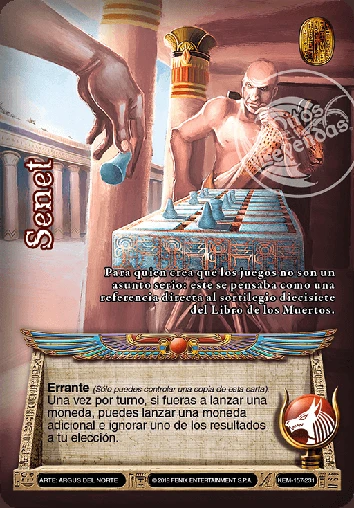 Mitos
Leyendas
Senet
Para quien crea que los juegos no son un
asunto serio: este se pensaba como una
referencia directa al sortilegio diecisiete
del Libro de los Muertos.
Errante (Sólo puedes controlar una copia de esta carta).
Una vez por turno, si fueras a lanzar una
moneda, puedes lanzar una moneda
adicional e ignorar uno de los resultados
a tu elección.
ARTE: ARGUS DEL NORTE
NEM-157-231